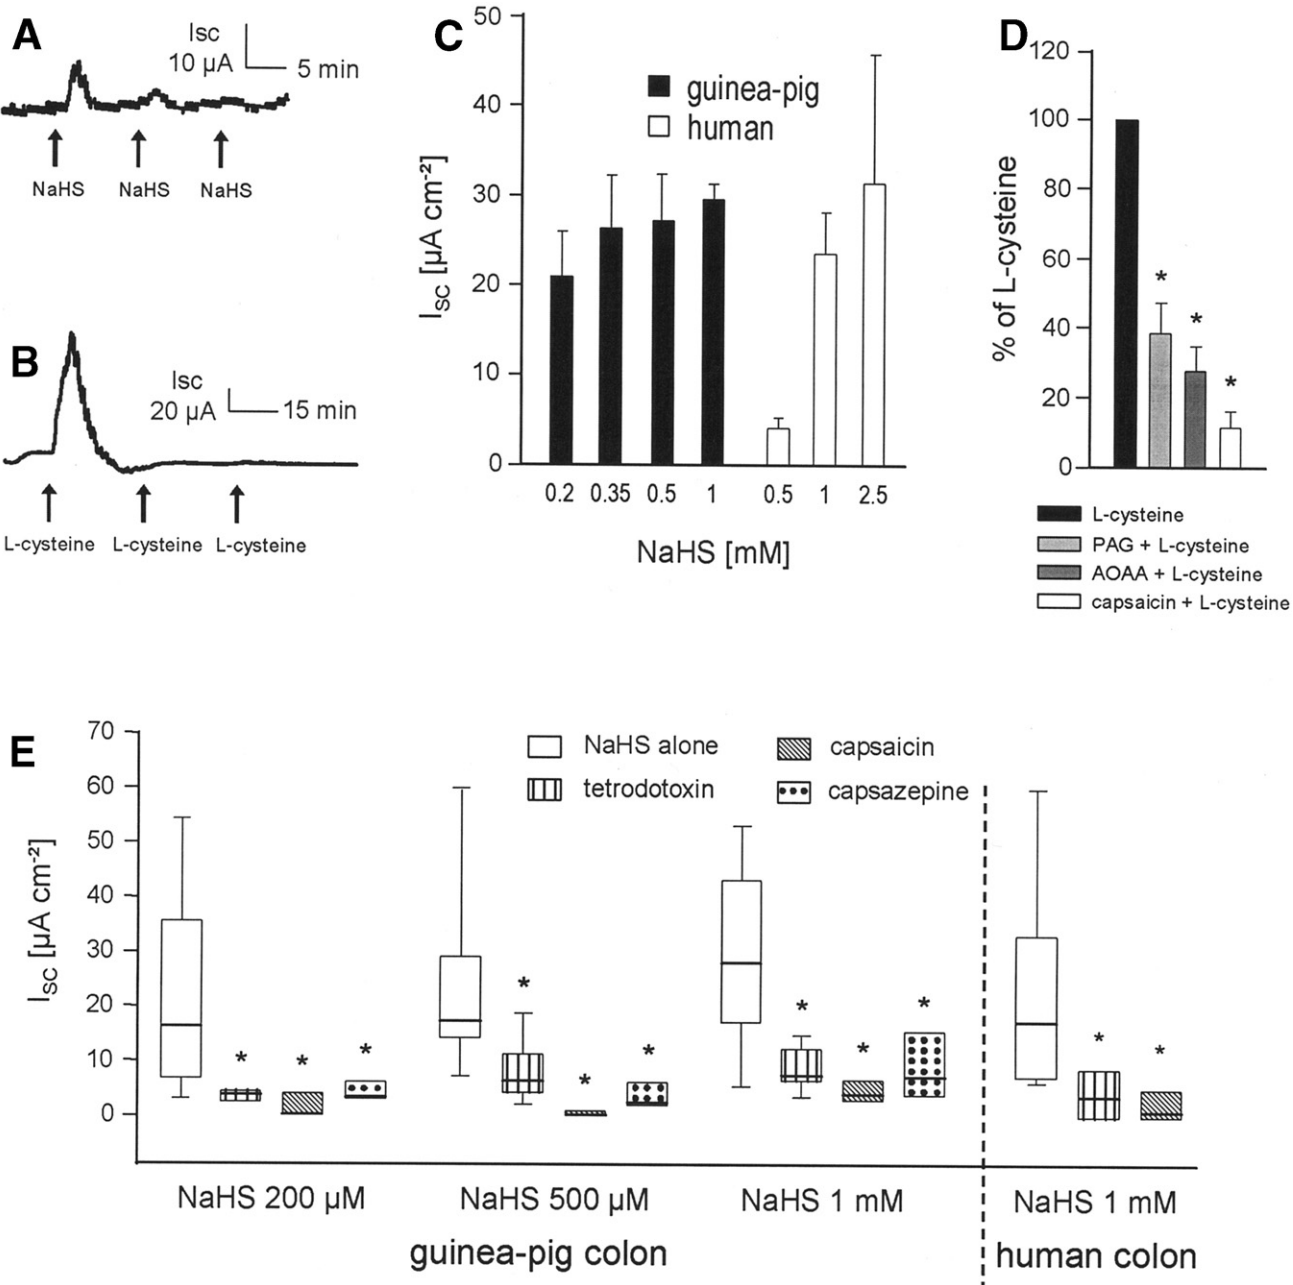 A
Isc
10 µA
5 min
NaHS NaHS NaHS
B
Isc
20 µA
15 min
L-cysteine L-cysteine L-cysteine
C
50
40
30
20
10
0
ISC [µA cm⁻²]
guinea-pig
human
0.2 0.35 0.5 1 0.5 1 2.5
NaHS [mM]
D
120
100
80
60
40
20
0
% of L-cysteine
*
*
*
L-cysteine
PAG + L-cysteine
AOAA + L-cysteine
capsaicin + L-cysteine
E
70
60
50
40
30
20
10
0
ISC [µA cm⁻²]
NaHS alone
tetrodotoxin
capsaicin
capsazepine
* * *
* * *
* * *
* *
NaHS 200 µM NaHS 500 µM NaHS 1 mM NaHS 1 mM
guinea-pig colon human colon